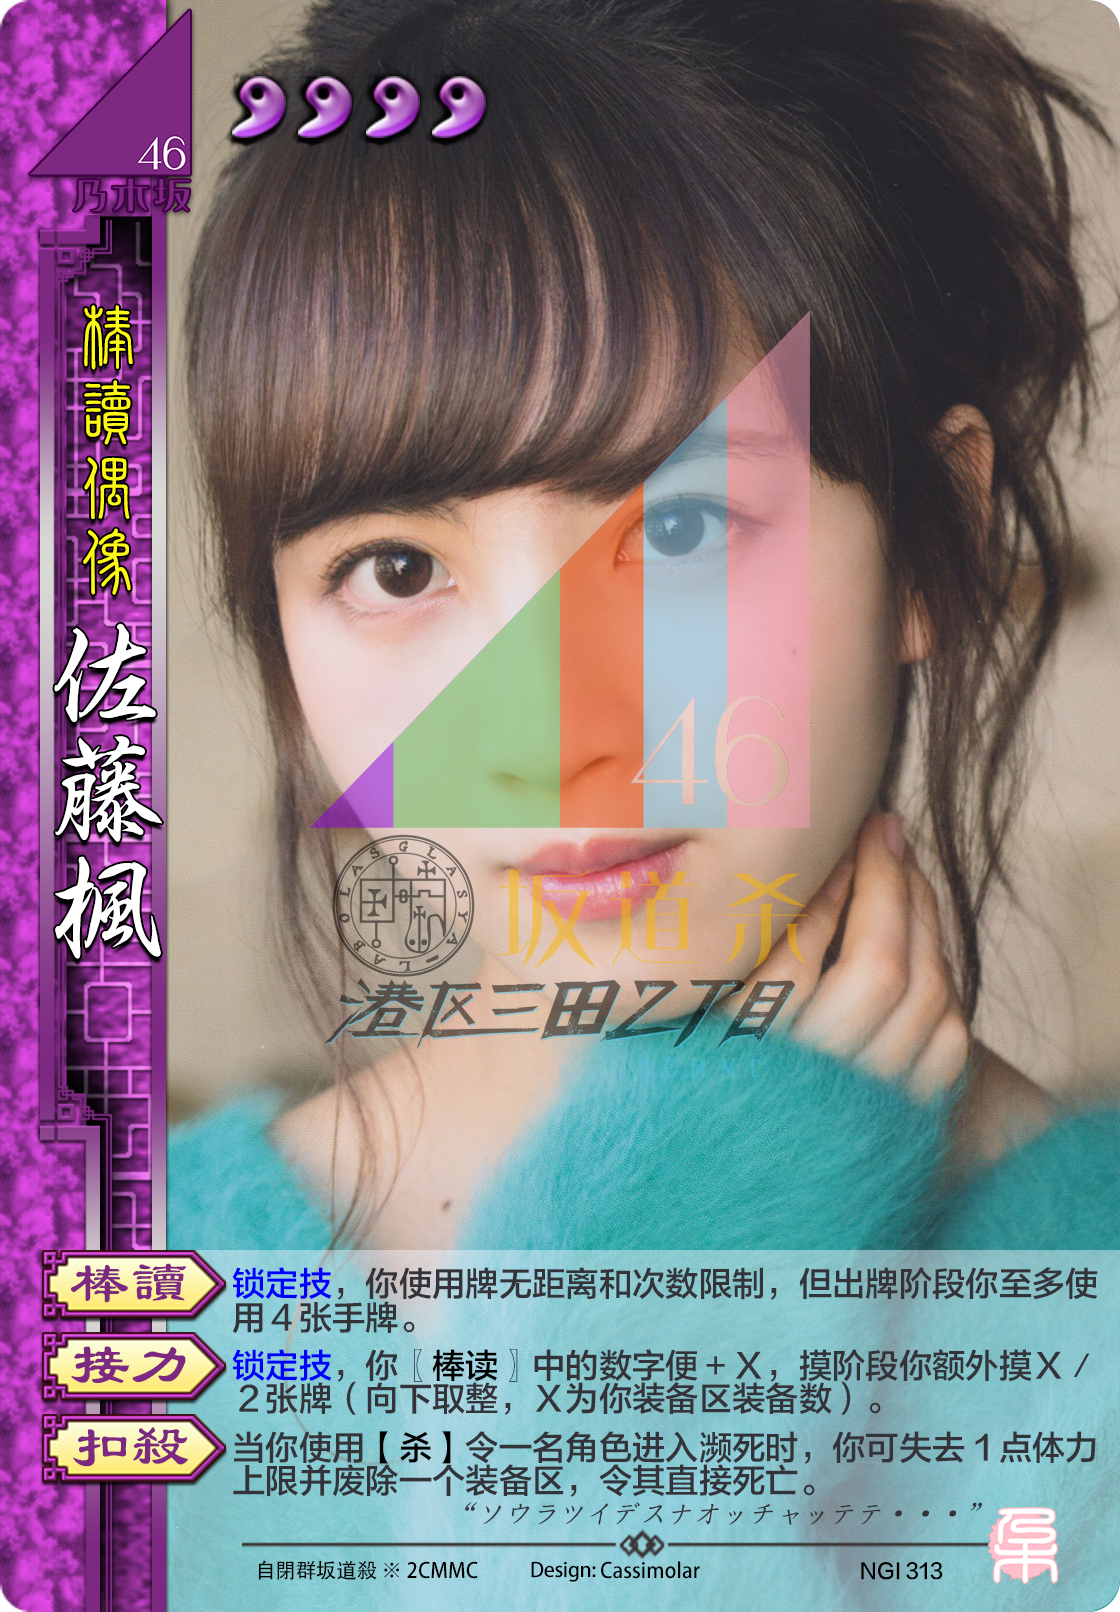 46
乃木坂
棒讀偶像
佐藤楓
46
GLASYA-LABOLAS
坂道杀
港区三田2丁目
棒讀
锁定技，你使用牌无距离和次数限制，但出牌阶段你至多使
用４张手牌。
接力
锁定技，你〖棒读〗中的数字便＋Ｘ，摸阶段你额外摸Ｘ／
２张牌（向下取整，Ｘ为你装备区装备数）。
扣殺
当你使用【杀】令一名角色进入濒死时，你可失去１点体力
上限并废除一个装备区，令其直接死亡。
“ソウラツイデスナオッチャッテテ・・・”
自閉群坂道殺 ※ 2CMMC Design: Cassimolar NGI 313